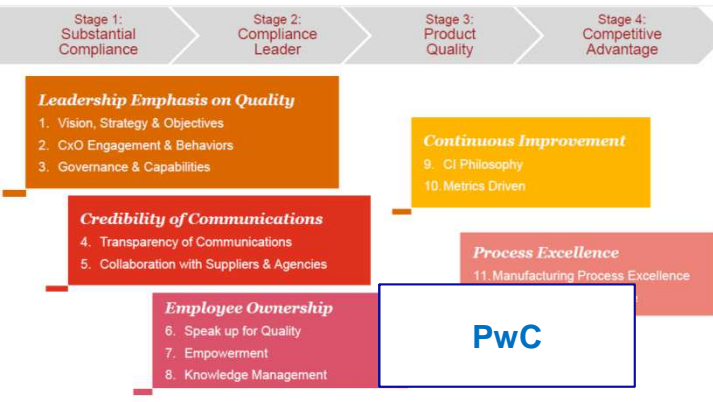 Stage 1:
Substantial
Compliance
Stage 2:
Compliance
Leader
Stage 3:
Product
Quality
Stage 4:
Competitive
Advantage
Leadership Emphasis on Quality
1. Vision, Strategy & Objectives
2. CxO Engagement & Behaviors
3. Governance & Capabilities
Credibility of Communications
4. Transparency of Communications
5. Collaboration with Suppliers & Agencies
Employee Ownership
6. Speak up for Quality
7. Empowerment
8. Knowledge Management
Continuous Improvement
9. CI Philosophy
10. Metrics Driven
Process Excellence
11. Manufacturing Process Excellence
PwC